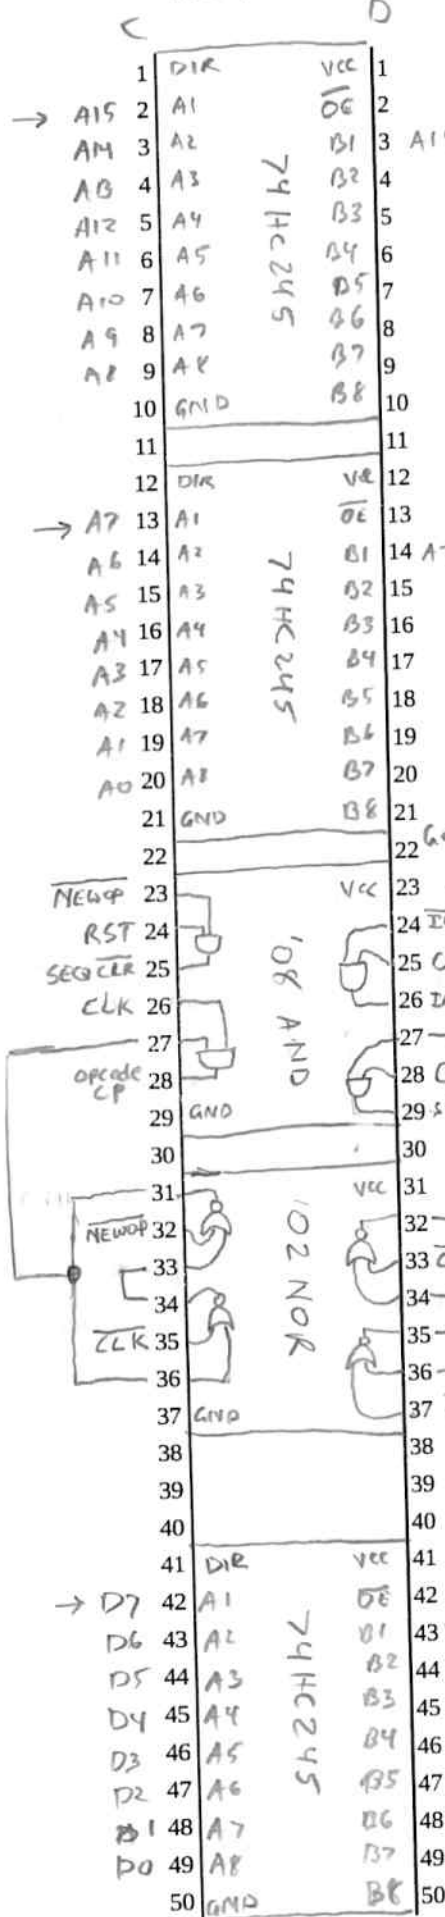 C D
1 DIR VCC 1
→ A15 2 A1 OE 2
A14 3 A2 B1 3
A13 4 A3 B2 4
A12 5 A4 B3 5
A11 6 A5 B4 6
A10 7 A6 B5 7
A9 8 A7 B6 8
A8 9 A8 B7 9
10 GND B8 10
74HC245
11 11
12 DIR Vcc 12
→ A7 13 A1 OE 13
A6 14 A2 B1 14
A5 15 A3 B2 15
A4 16 A4 B3 16
A3 17 A5 B4 17
A2 18 A6 B5 18
A1 19 A7 B6 19
A0 20 A8 B7 20
21 GND B8 21
74HC245
22 22
NEWOP 23 Vcc 23
RST 24 24
SEQCLR 25 25
CLK 26 26
27 27
opcode CP 28 28
29 GND 29
'08 AND
30 30
31 Vcc 31
NEWOP 32 32
33 33
34 34
CLK 35 35
36 36
37 GND 37
'02 NOR
38 38
39 39
40 40
41 DIR Vcc 41
→ D7 42 A1 OE 42
D6 43 A2 B1 43
D5 44 A3 B2 44
D4 45 A4 B3 45
D3 46 A5 B4 46
D2 47 A6 B5 47
D1 48 A7 B6 48
D0 49 A8 B7 49
50 GND B8 50
74HC245